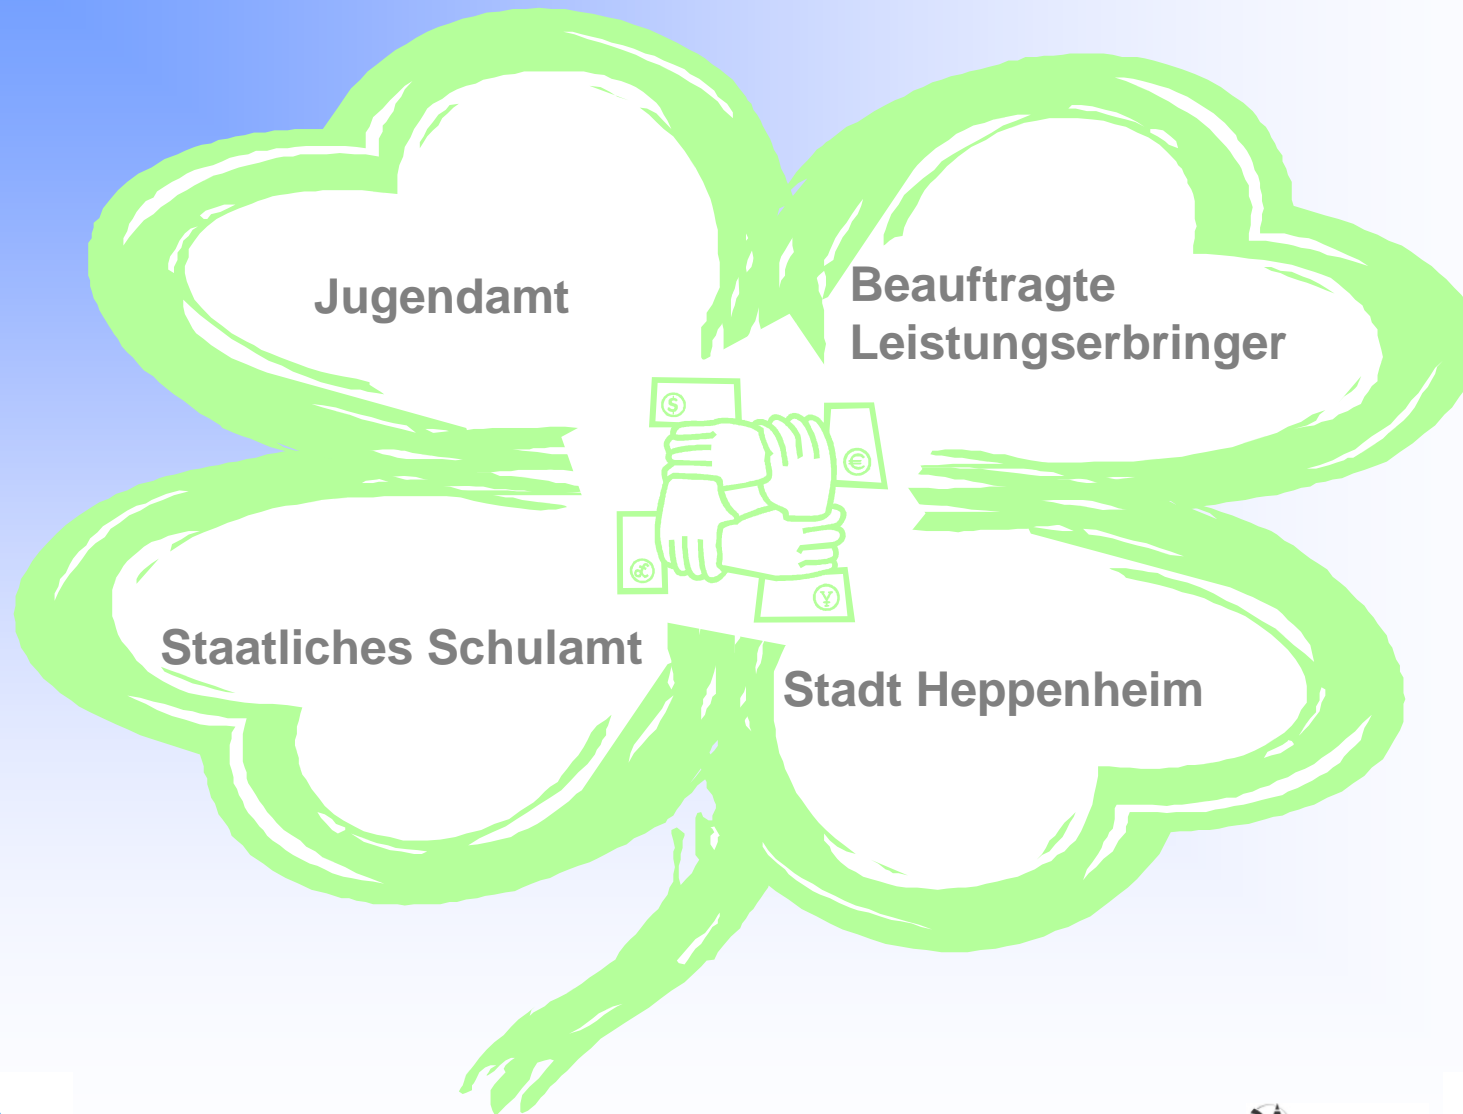 Jugendamt
Beauftragte
Leistungserbringer
$
€
£
¥
Staatliches Schulamt
Stadt Heppenheim